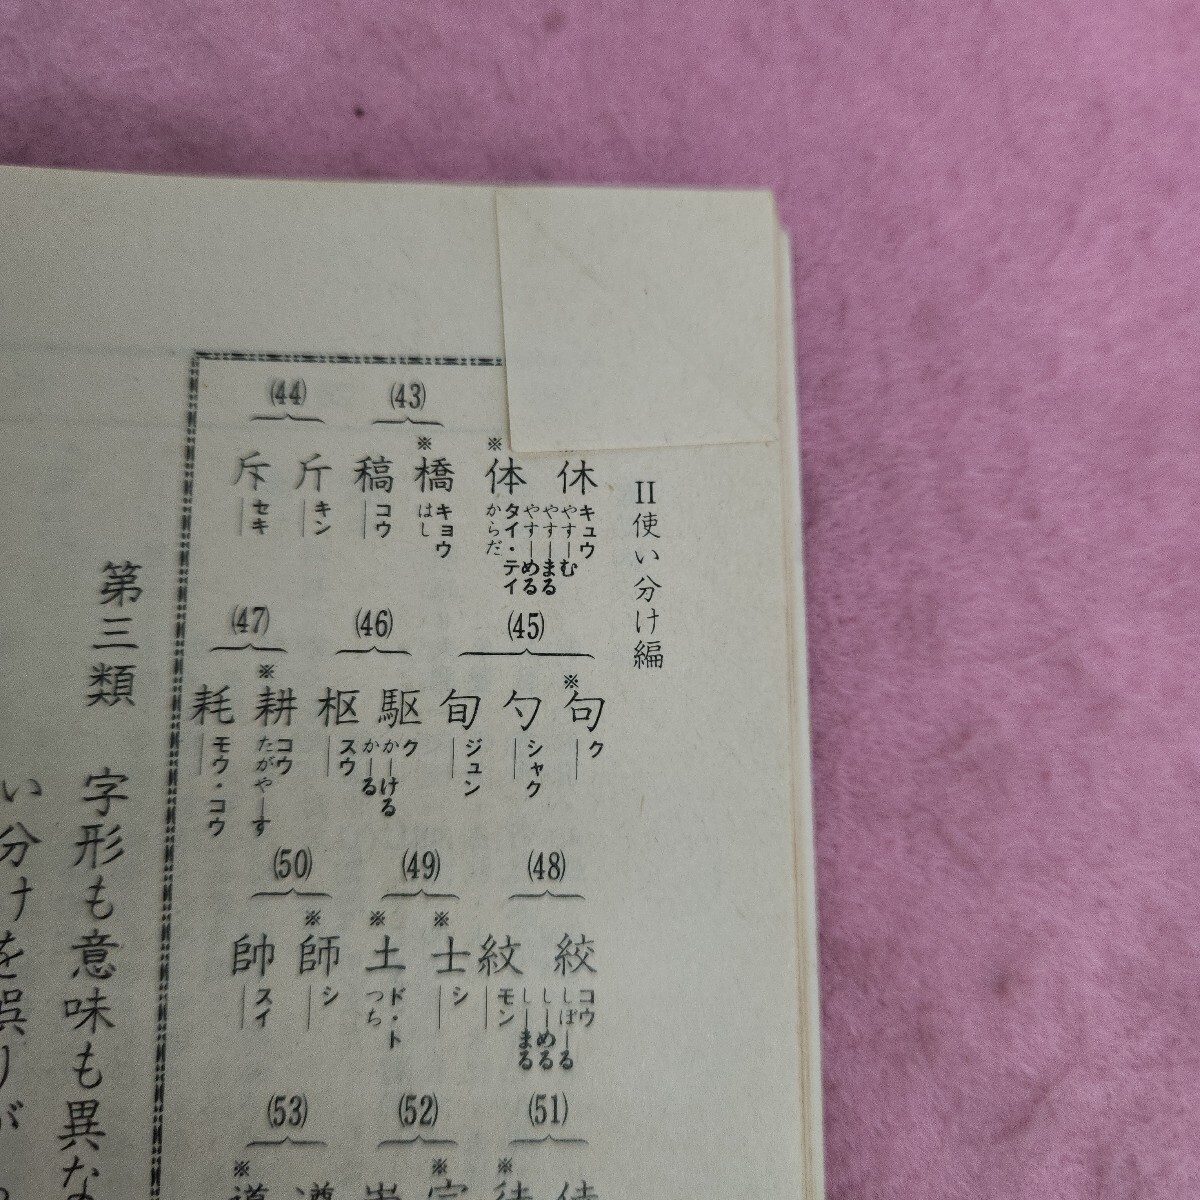 II 使い分け編
休 キュウ やす―む やす―まる やす―める
※体 タイ・テイ からだ
(43)
※橋 キョウ はし
稿 コウ
(44)
斤 キン
斥 セキ
(45)
※句 ク
勺 シャク
旬 ジュン
(46)
駆 ク か―ける か―る
枢 スウ
(47)
※耕 コウ たがや―す
耗 モウ・コウ
(48)
絞 コウ しぼ―る し―める し―まる
紋 モン
(49)
※士 シ
※土 ド・ト つち
(50)
※師 シ
帥 スイ
(51)
(52)
(53)
第三類 字形も意味も異な
い分けを誤りが